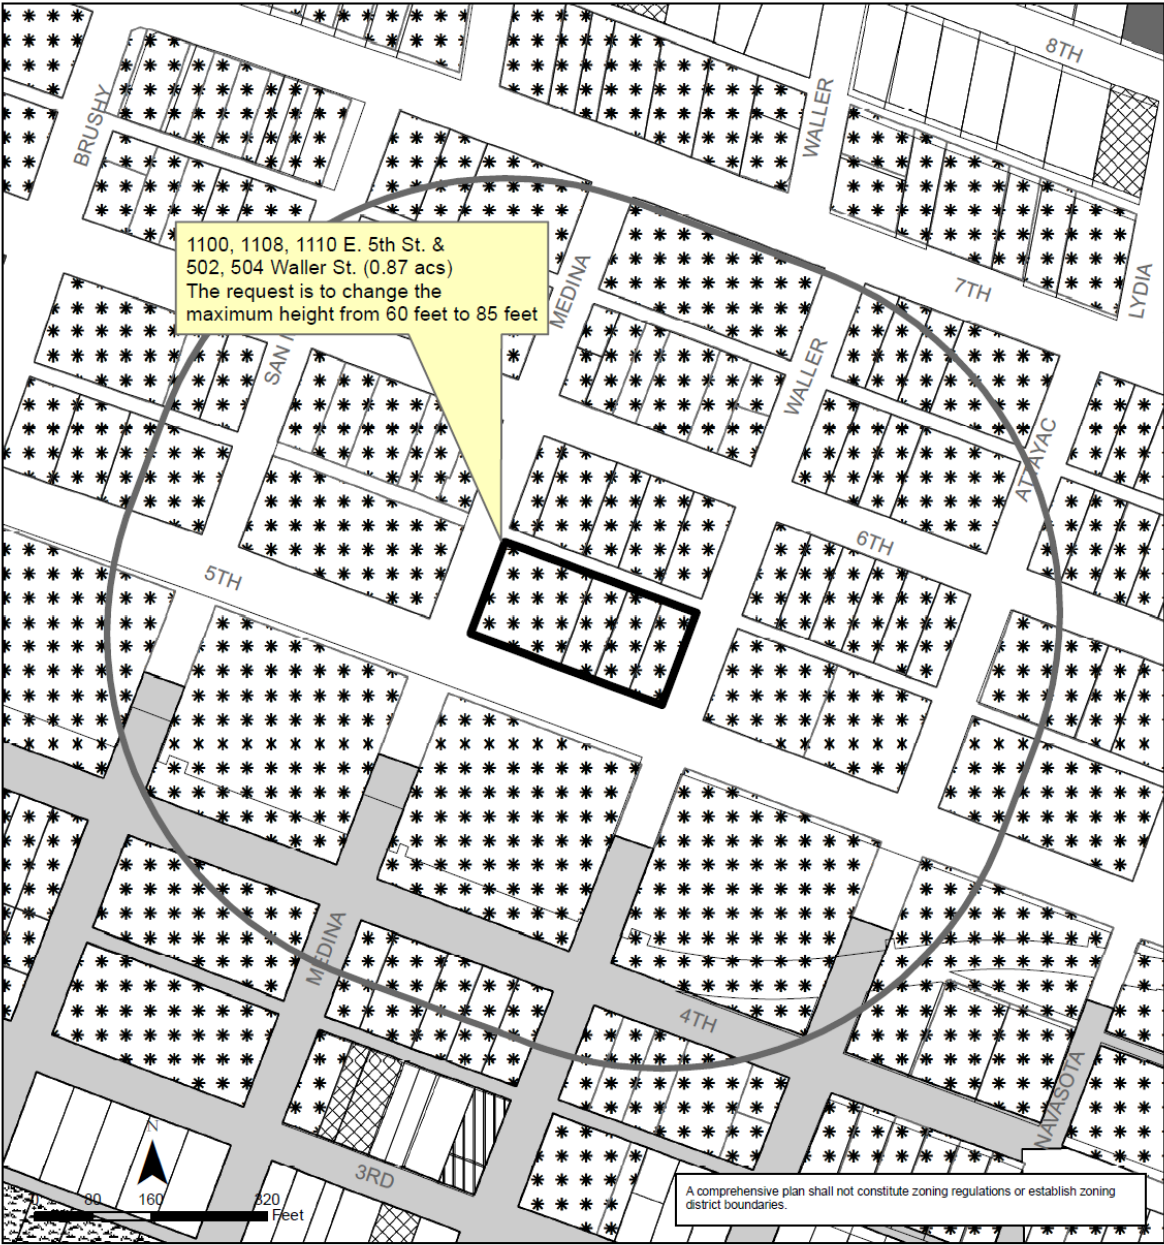 8TH
WALLER
BRUSHY
1100, 1108, 1110 E. 5th St. &
502, 504 Waller St. (0.87 acs)
The request is to change the
maximum height from 60 feet to 85 feet
MEDINA
7TH
LYDIA
SAN
WALLER
ATTAYAC
6TH
5TH
MEDINA
4TH
NAVASOTA
3RD
N
0 80 160 320
Feet
A comprehensive plan shall not constitute zoning regulations or establish zoning
district boundaries.